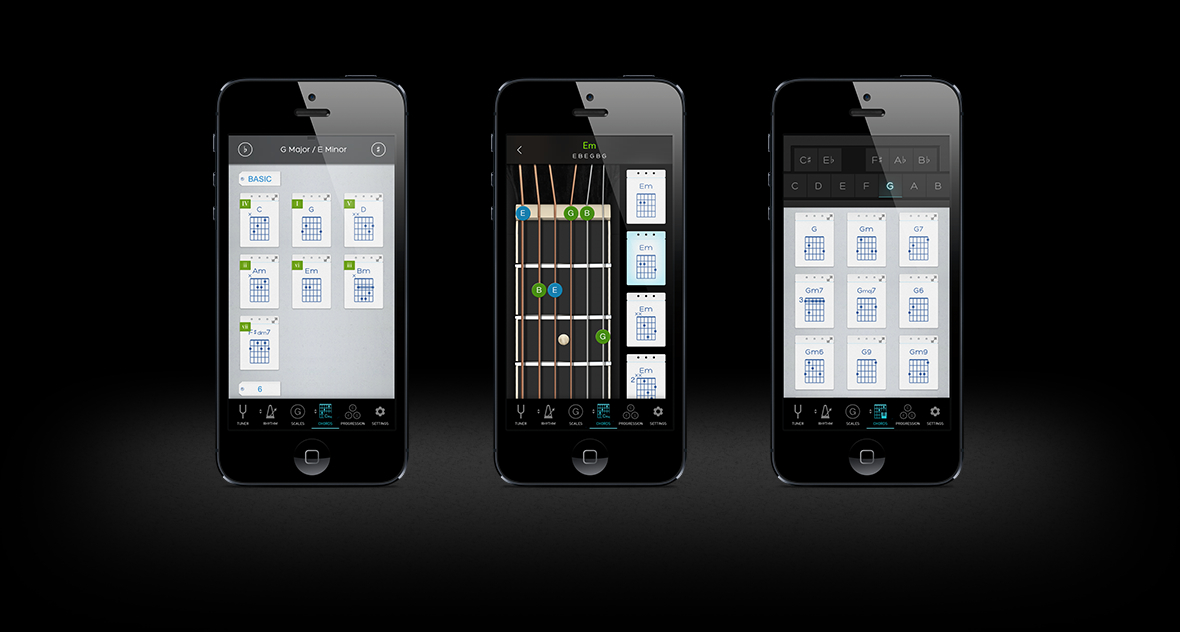 ♭ G Major / E Minor ♯
BASIC
IV C
I G
V D
××
ii Am
×
vi Em
iii Bm
×
vii F♯dim7
6
TUNER RHYTHM G SCALES CHORDS PROGRESSION SETTINGS
Em
E B E G B G
E G B
B E
G
Em
Em
Em
××
Em
××
2
TUNER RHYTHM G SCALES CHORDS PROGRESSION SETTINGS
C♯ E♭ F♯ A♭ B♭
C D E F G A B
G Gm G7
Gm7 Gmaj7 G6
3
Gm6 G9 Gm9
TUNER RHYTHM G SCALES CHORDS PROGRESSION SETTINGS